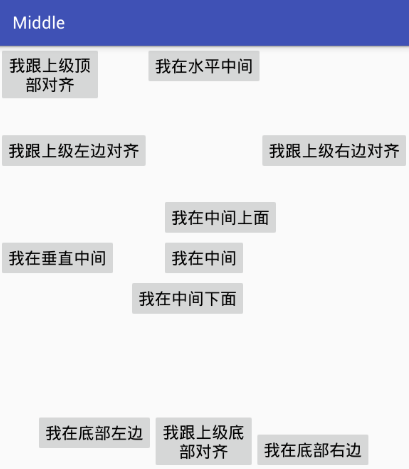 Middle
我跟上级顶
部对齐
我在水平中间
我跟上级左边对齐
我跟上级右边对齐
我在中间上面
我在垂直中间
我在中间
我在中间下面
我在底部左边
我跟上级底
部对齐
我在底部右边